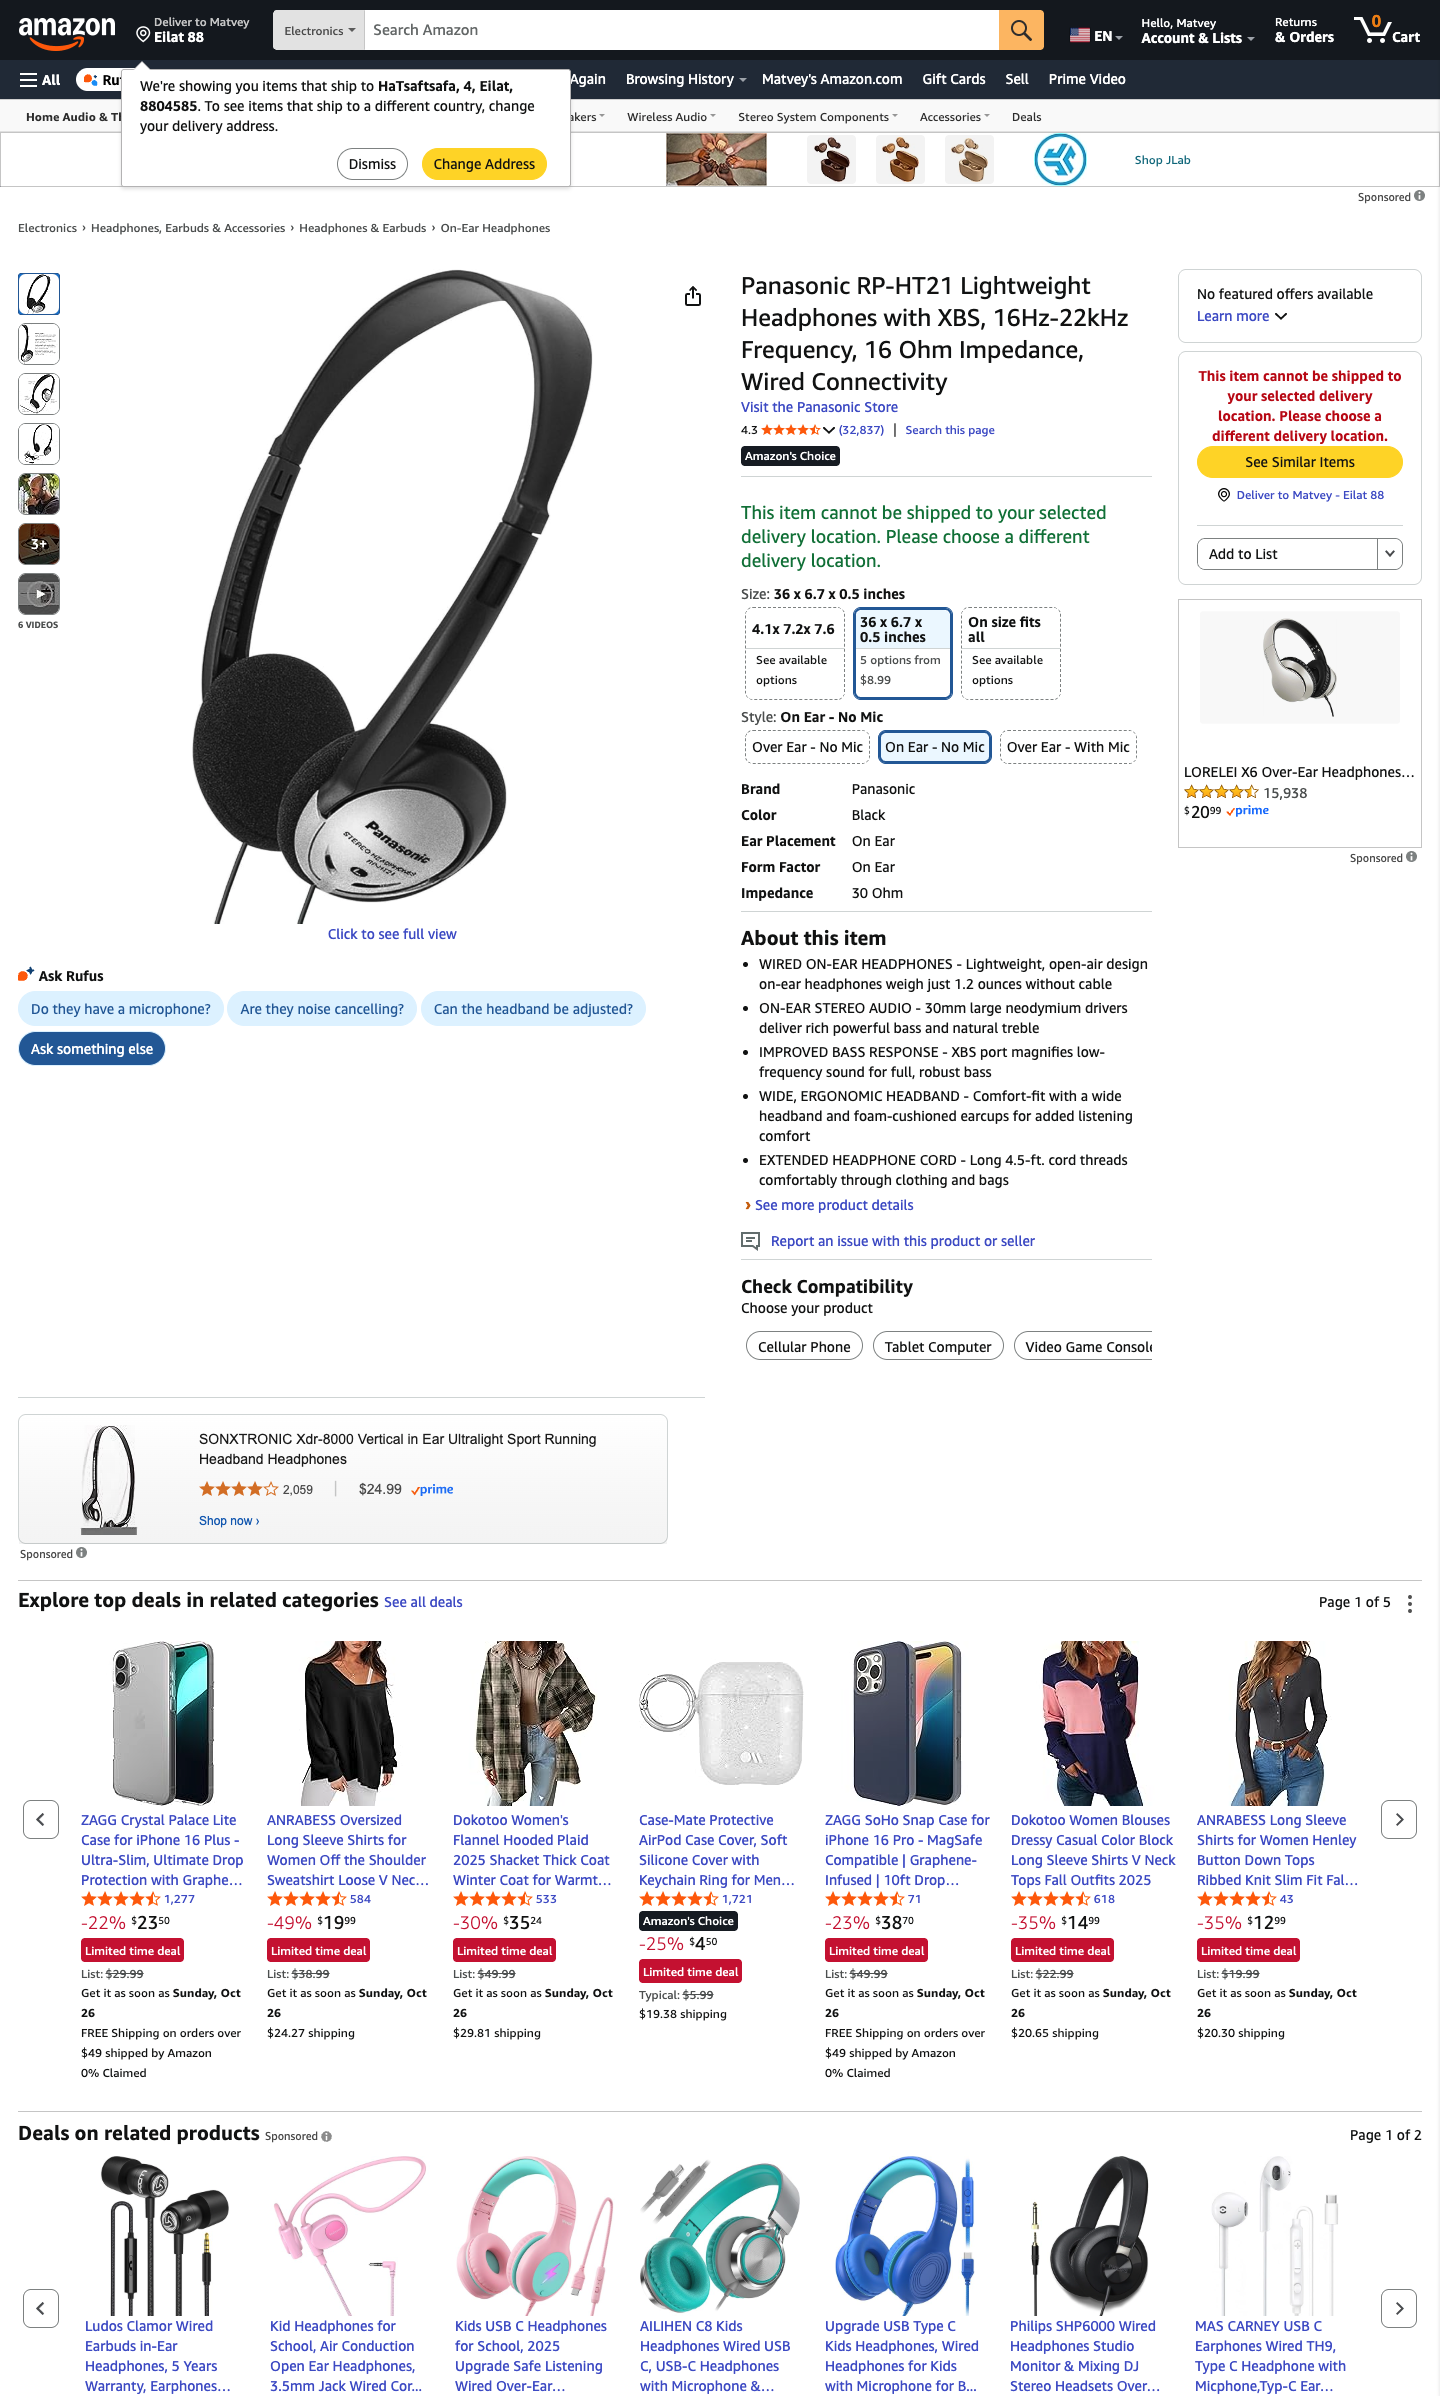 amazon
Deliver to Matvey
Eilat 88
Electronics
Search Amazon
EN
Hello, Matvey
Account & Lists
Returns
& Orders
0
Cart
All
Ru
Again
Browsing History
Matvey's Amazon.com
Gift Cards
Sell
Prime Video
We're showing you items that ship to HaTsaftsafa, 4, Eilat,
8804585. To see items that ship to a different country, change
your delivery address.
Dismiss
Change Address
Home Audio & Th
akers
Wireless Audio
Stereo System Components
Accessories
Deals
Shop JLab
Sponsored
Electronics › Headphones, Earbuds & Accessories › Headphones & Earbuds › On-Ear Headphones
3+
6 VIDEOS
Panasonic
STEREO HEADPHONES
RP-HT21
L
Click to see full view
Ask Rufus
Do they have a microphone?
Are they noise cancelling?
Can the headband be adjusted?
Ask something else
Panasonic RP-HT21 Lightweight
Headphones with XBS, 16Hz-22kHz
Frequency, 16 Ohm Impedance,
Wired Connectivity
Visit the Panasonic Store
4.3 (32,837) | Search this page
Amazon's Choice
This item cannot be shipped to your selected
delivery location. Please choose a different
delivery location.
Size: 36 x 6.7 x 0.5 inches
4.1x 7.2x 7.6
See available
options
36 x 6.7 x
0.5 inches
5 options from
$8.99
On size fits
all
See available
options
Style: On Ear - No Mic
Over Ear - No Mic
On Ear - No Mic
Over Ear - With Mic
Brand Panasonic
Color Black
Ear Placement On Ear
Form Factor On Ear
Impedance 30 Ohm
About this item
• WIRED ON-EAR HEADPHONES - Lightweight, open-air design
on-ear headphones weigh just 1.2 ounces without cable
• ON-EAR STEREO AUDIO - 30mm large neodymium drivers
deliver rich powerful bass and natural treble
• IMPROVED BASS RESPONSE - XBS port magnifies low-
frequency sound for full, robust bass
• WIDE, ERGONOMIC HEADBAND - Comfort-fit with a wide
headband and foam-cushioned earcups for added listening
comfort
• EXTENDED HEADPHONE CORD - Long 4.5-ft. cord threads
comfortably through clothing and bags
› See more product details
Report an issue with this product or seller
Check Compatibility
Choose your product
Cellular Phone
Tablet Computer
Video Game Console
No featured offers available
Learn more
This item cannot be shipped to
your selected delivery
location. Please choose a
different delivery location.
See Similar Items
Deliver to Matvey - Eilat 88
Add to List
LORELEI X6 Over-Ear Headphones…
15,938
$20.99 prime
Sponsored
SONXTRONIC Xdr-8000 Vertical in Ear Ultralight Sport Running
Headband Headphones
2,059 | $24.99 prime
Shop now ›
Sponsored
Explore top deals in related categories See all deals
Page 1 of 5
ZAGG Crystal Palace Lite
Case for iPhone 16 Plus -
Ultra-Slim, Ultimate Drop
Protection with Graphe…
1,277
-22% $23.50
Limited time deal
List: $29.99
Get it as soon as Sunday, Oct
26
FREE Shipping on orders over
$49 shipped by Amazon
0% Claimed
ANRABESS Oversized
Long Sleeve Shirts for
Women Off the Shoulder
Sweatshirt Loose V Nec…
584
-49% $19.99
Limited time deal
List: $38.99
Get it as soon as Sunday, Oct
26
$24.27 shipping
Dokotoo Women's
Flannel Hooded Plaid
2025 Shacket Thick Coat
Winter Coat for Warmt…
533
-30% $35.24
Limited time deal
List: $49.99
Get it as soon as Sunday, Oct
26
$29.81 shipping
Case-Mate Protective
AirPod Case Cover, Soft
Silicone Cover with
Keychain Ring for Men…
1,721
Amazon's Choice
-25% $4.50
Limited time deal
Typical: $5.99
$19.38 shipping
ZAGG SoHo Snap Case for
iPhone 16 Pro - MagSafe
Compatible | Graphene-
Infused | 10ft Drop…
71
-23% $38.70
Limited time deal
List: $49.99
Get it as soon as Sunday, Oct
26
FREE Shipping on orders over
$49 shipped by Amazon
0% Claimed
Dokotoo Women Blouses
Dressy Casual Color Block
Long Sleeve Shirts V Neck
Tops Fall Outfits 2025
618
-35% $14.99
Limited time deal
List: $22.99
Get it as soon as Sunday, Oct
26
$20.65 shipping
ANRABESS Long Sleeve
Shirts for Women Henley
Button Down Tops
Ribbed Knit Slim Fit Fal…
43
-35% $12.99
Limited time deal
List: $19.99
Get it as soon as Sunday, Oct
26
$20.30 shipping
Deals on related products Sponsored
Page 1 of 2
Ludos Clamor Wired
Earbuds in-Ear
Headphones, 5 Years
Warranty, Earphones…
Kid Headphones for
School, Air Conduction
Open Ear Headphones,
3.5mm Jack Wired Cor…
Kids USB C Headphones
for School, 2025
Upgrade Safe Listening
Wired Over-Ear…
AILIHEN C8 Kids
Headphones Wired USB
C, USB-C Headphones
with Microphone &…
Upgrade USB Type C
Kids Headphones, Wired
Headphones for Kids
with Microphone for B…
Philips SHP6000 Wired
Headphones Studio
Monitor & Mixing DJ
Stereo Headsets Over…
MAS CARNEY USB C
Earphones Wired TH9,
Type C Headphone with
Micphone,Typ-C Ear…